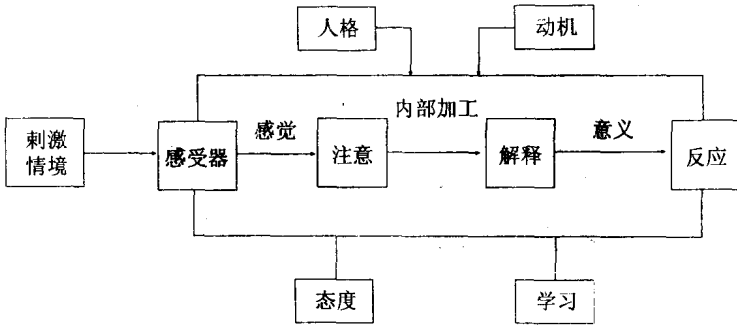 人格
动机
内部加工
感觉
意义
刺激
情境
感受器
注意
解释
反应
态度
学习